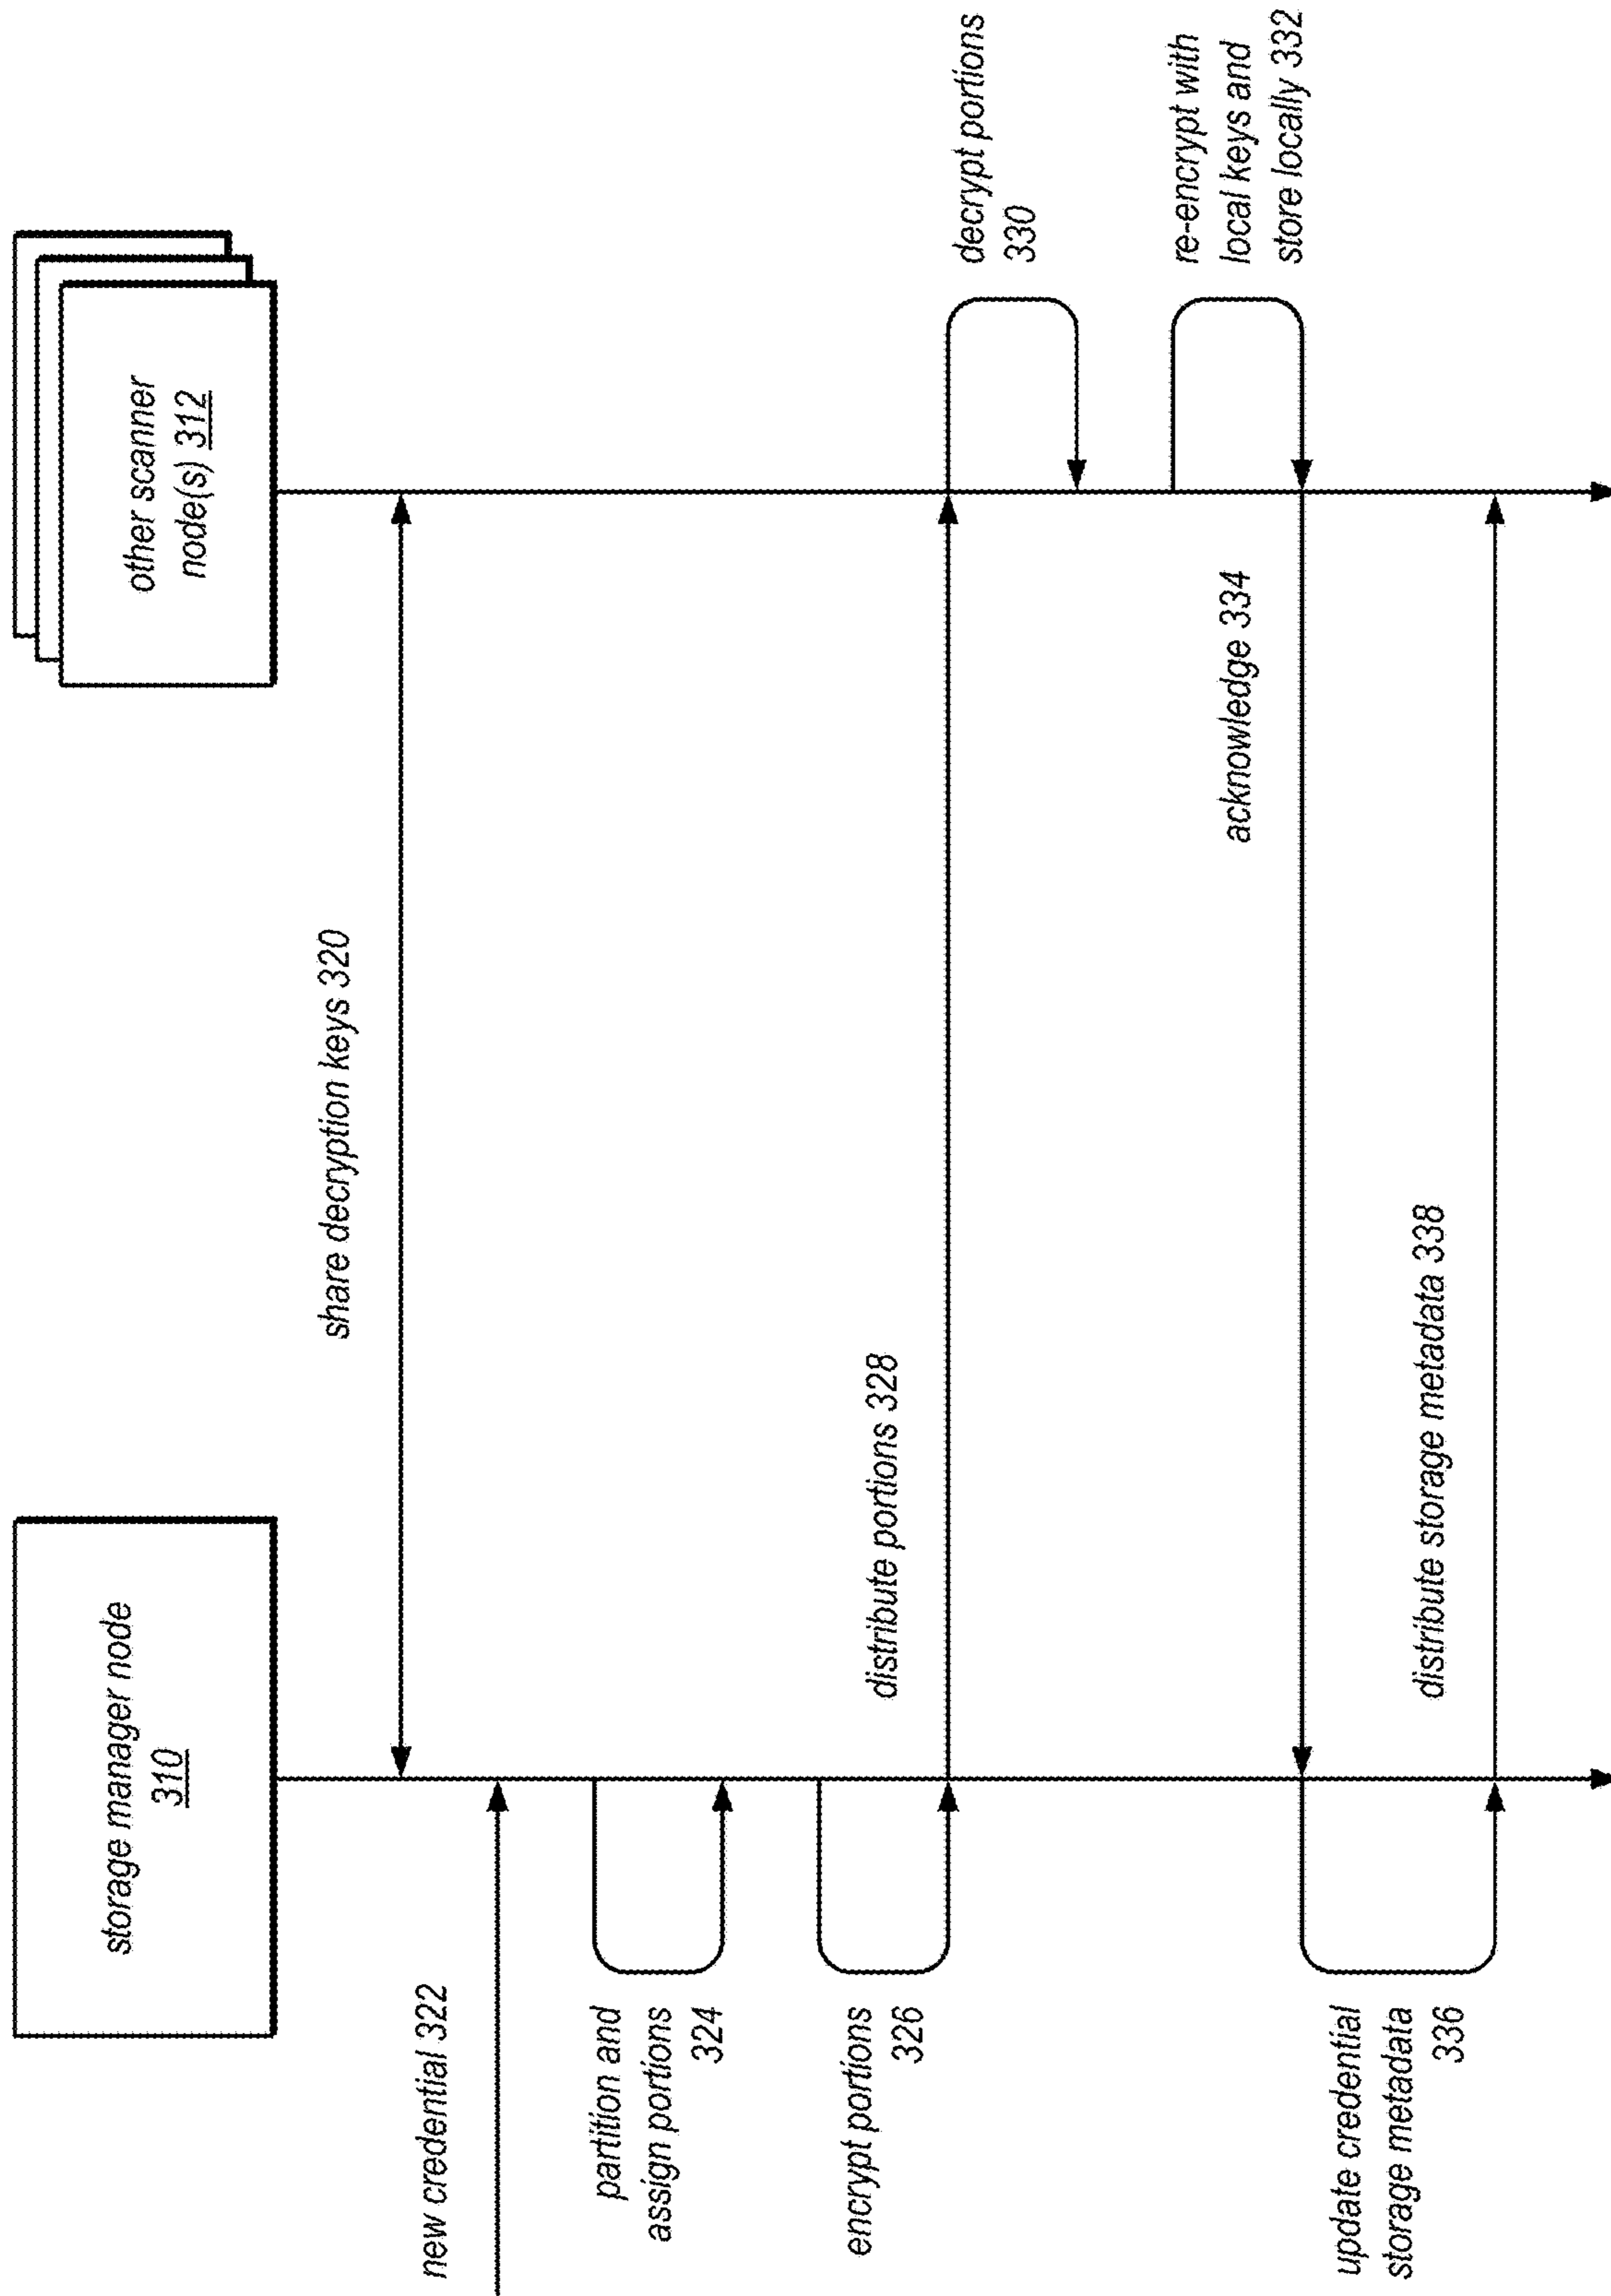 storage manager node
310
other scanner
node(s) 312
share decryption keys 320
new credential 322
partition and
assign portions
324
encrypt portions
326
distribute portions 328
decrypt portions
330
re-encrypt with
local keys and
store locally 332
acknowledge 334
update credential
storage metadata
336
distribute storage metadata 338